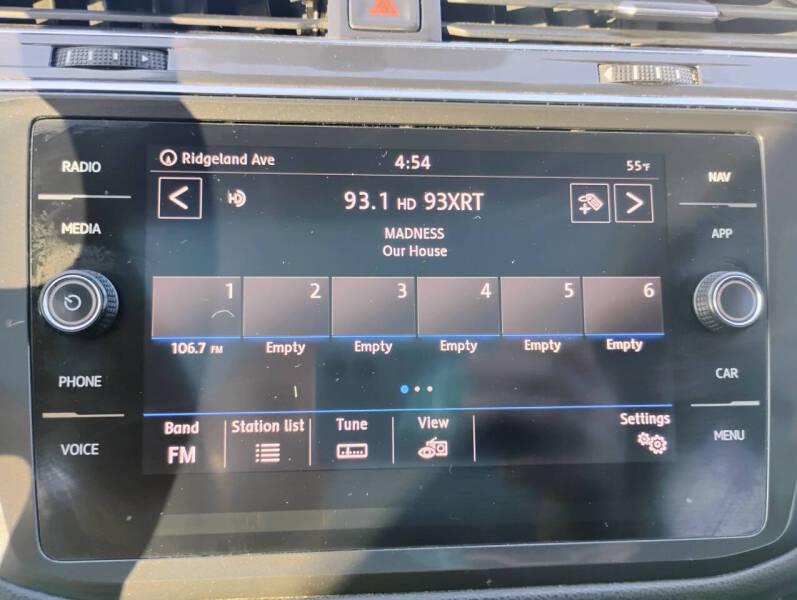 RADIO
MEDIA
PHONE
VOICE
Ridgeland Ave 4:54 55°F
HD 93.1 HD 93XRT
MADNESS
Our House
1 2 3 4 5 6
106.7 FM Empty Empty Empty Empty Empty
Band Station list Tune View Settings
FM
NAV
APP
CAR
MENU